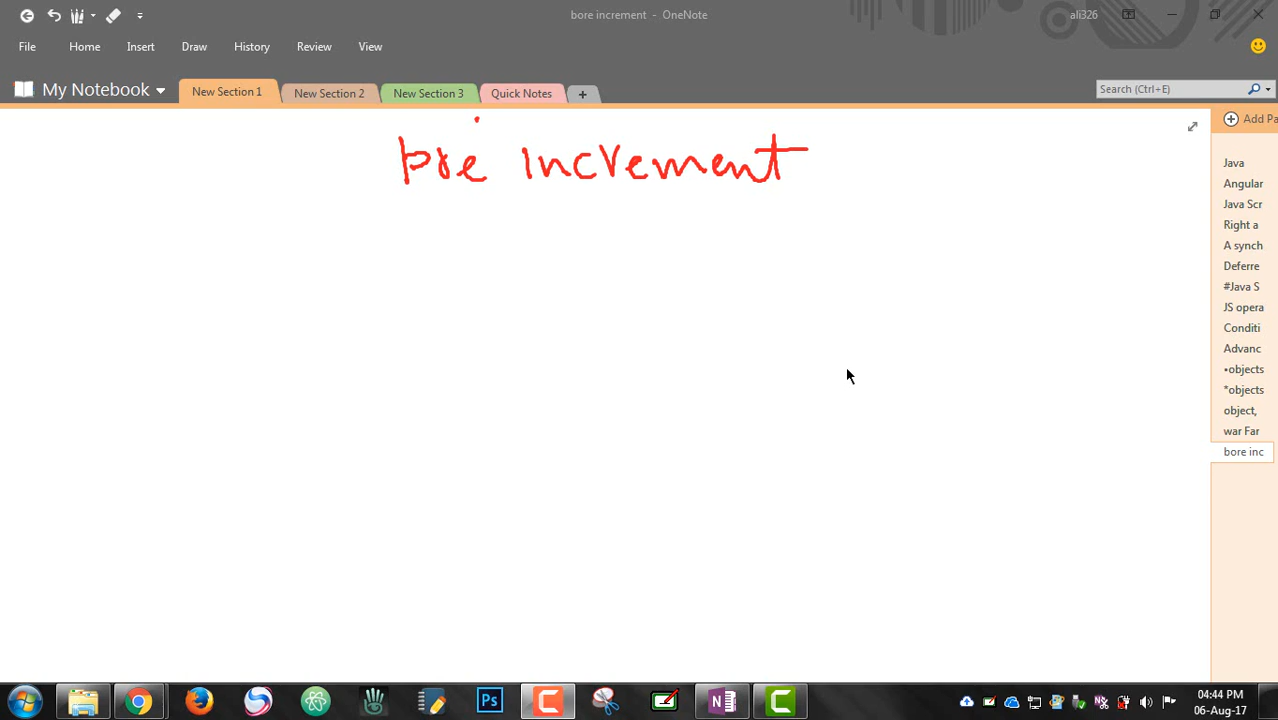 bore increment - OneNote
ali326
File
Home
Insert
Draw
History
Review
View
My Notebook
New Section 1
New Section 2
New Section 3
Quick Notes
+
Search (Ctrl+E)
pre increment
Add Pa
Java
Angular
Java Scr
Right a
A synch
Deferre
#Java S
JS opera
Conditi
Advanc
•objects
*objects
object,
war Far
bore inc
Ps
N
04:44 PM
06-Aug-17